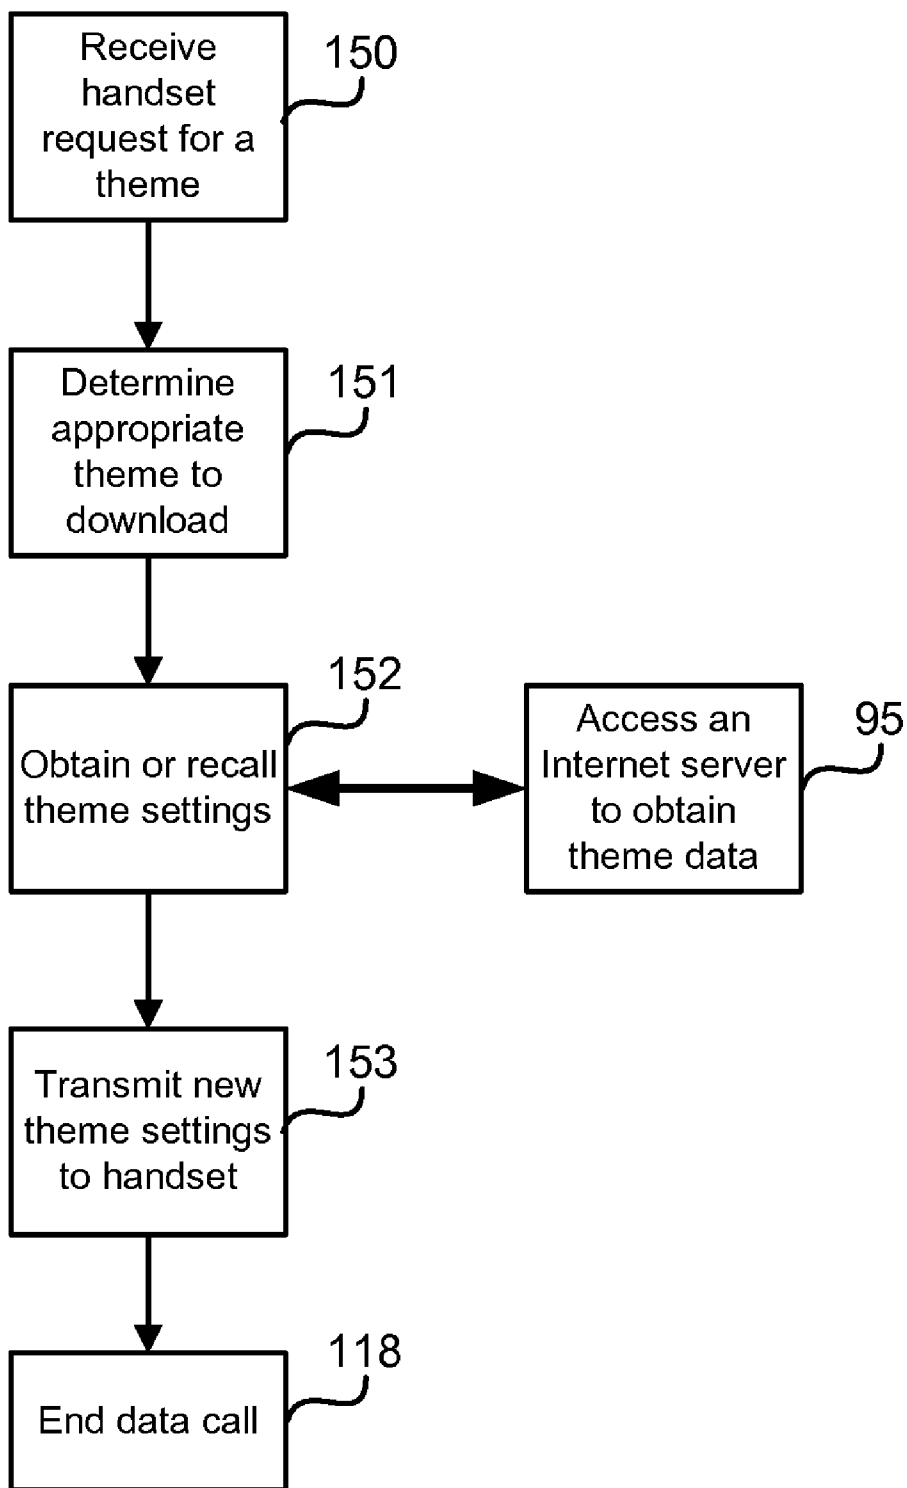 Receive
handset
request for a
theme
150
Determine
appropriate
theme to
download
151
Obtain or recall
theme settings
152
Access an
Internet server
to obtain
theme data
95
Transmit new
theme settings
to handset
153
End data call
118